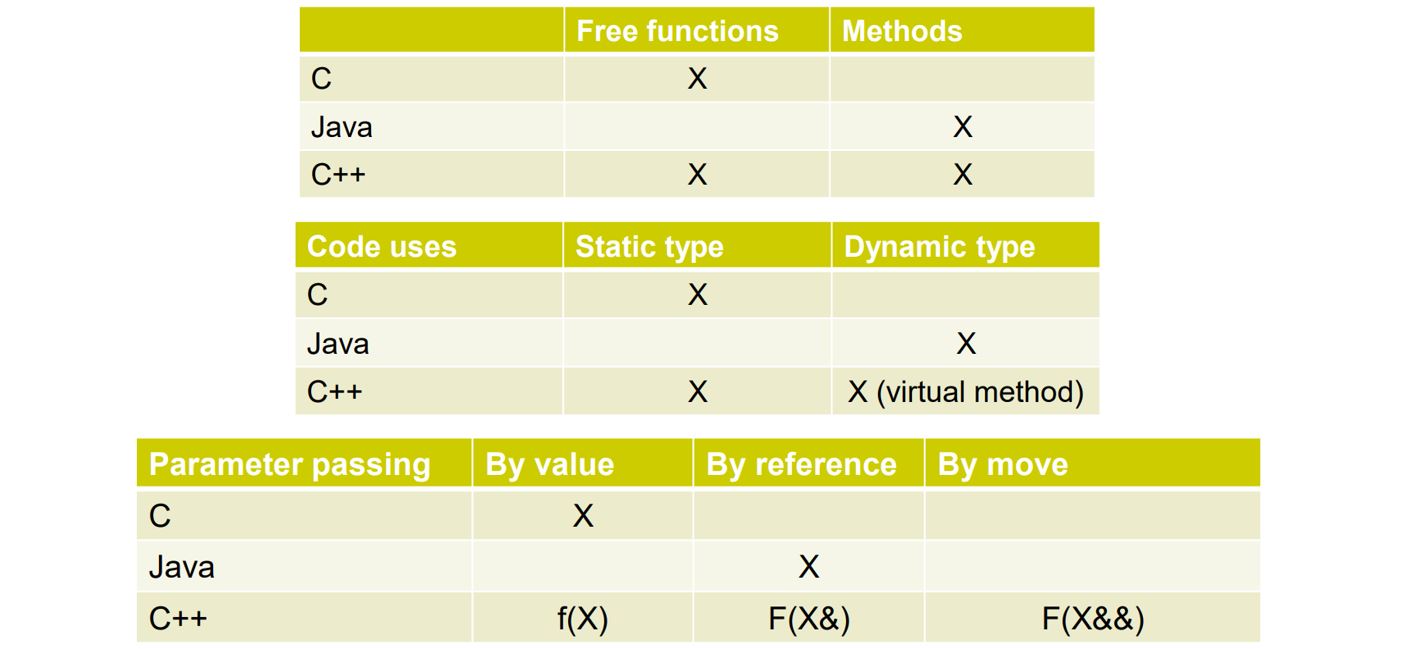 Free functions Methods
C X
Java X
C++ X X
Code uses Static type Dynamic type
C X
Java X
C++ X X (virtual method)
Parameter passing By value By reference By move
C X
Java X
C++ f(X) F(X&) F(X&&)